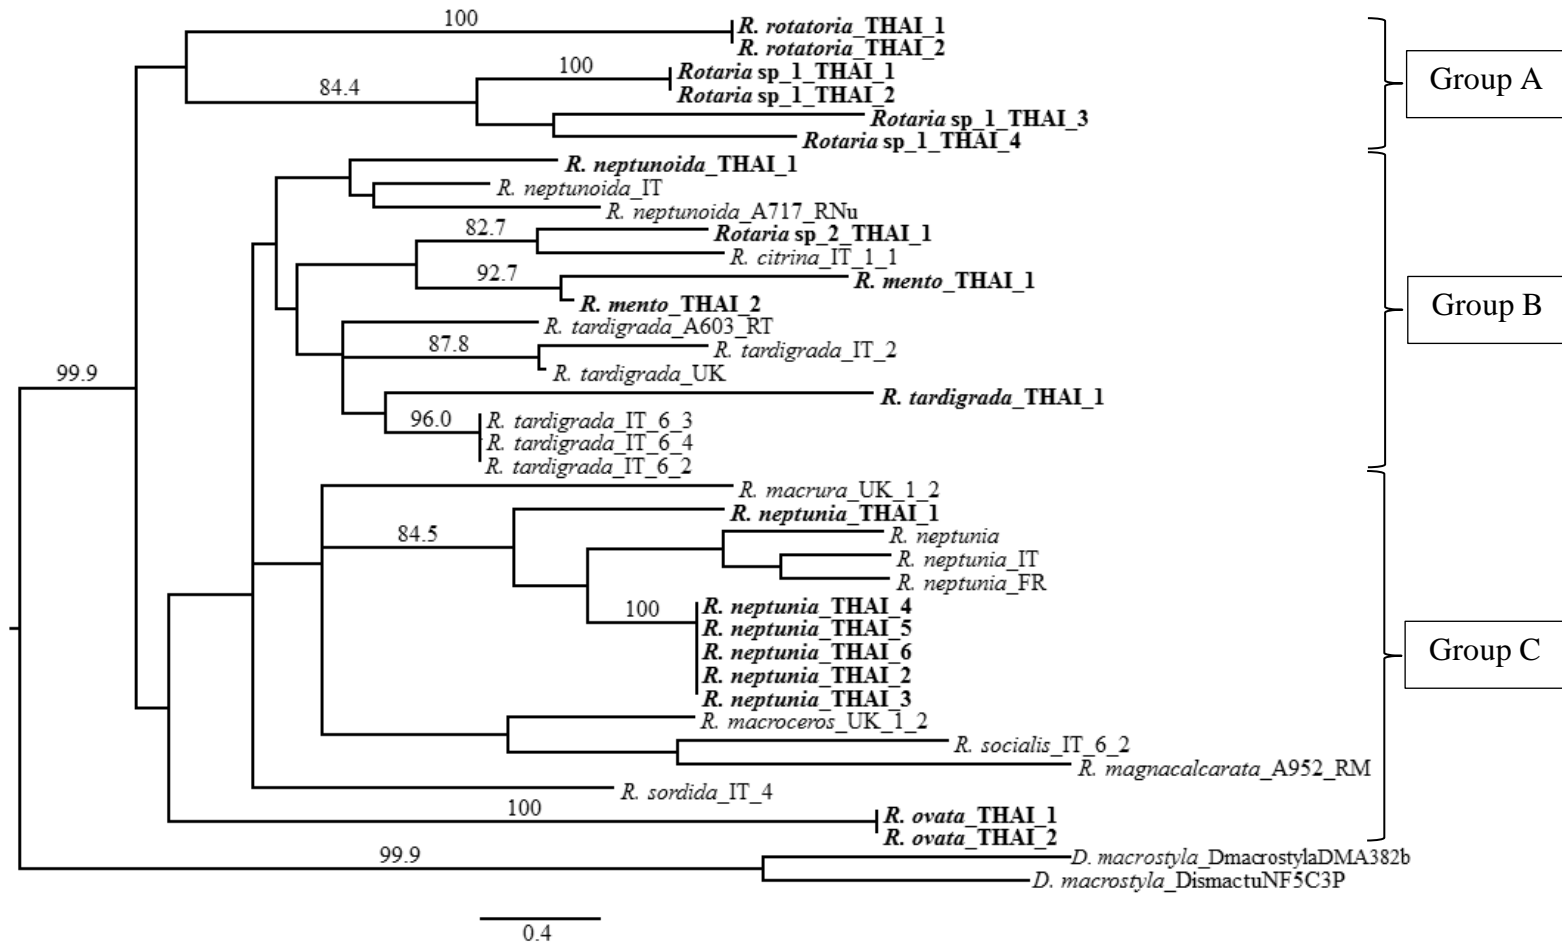 100
R. rotatoria_THAI_1
R. rotatoria_THAI_2
100
Rotaria sp_1_THAI_1
84.4
Rotaria sp_1_THAI_2
Group A
Rotaria sp_1_THAI_3
Rotaria sp_1_THAI_4
R. neptunoida_THAI_1
R. neptunoida_IT
R. neptunoida_A717_RNu
82.7
Rotaria sp_2_THAI_1
R. citrina_IT_1_1
92.7
R. mento_THAI_1
R. mento_THAI_2
Group B
R. tardigrada_A603_RT
87.8
R. tardigrada_IT_2
R. tardigrada_UK
99.9
R. tardigrada_THAI_1
96.0
R. tardigrada_IT_6_3
R. tardigrada_IT_6_4
R. tardigrada_IT_6_2
R. macrura_UK_1_2
R. neptunia_THAI_1
84.5
R. neptunia
R. neptunia_IT
R. neptunia_FR
100
R. neptunia_THAI_4
R. neptunia_THAI_5
R. neptunia_THAI_6
Group C
R. neptunia_THAI_2
R. neptunia_THAI_3
R. macroceros_UK_1_2
R. socialis_IT_6_2
R. magnacalcarata_A952_RM
R. sordida_IT_4
100
R. ovata_THAI_1
R. ovata_THAI_2
99.9
D. macrostyla_DmacrostylaDMA382b
D. macrostyla_DismactuNF5C3P
0.4